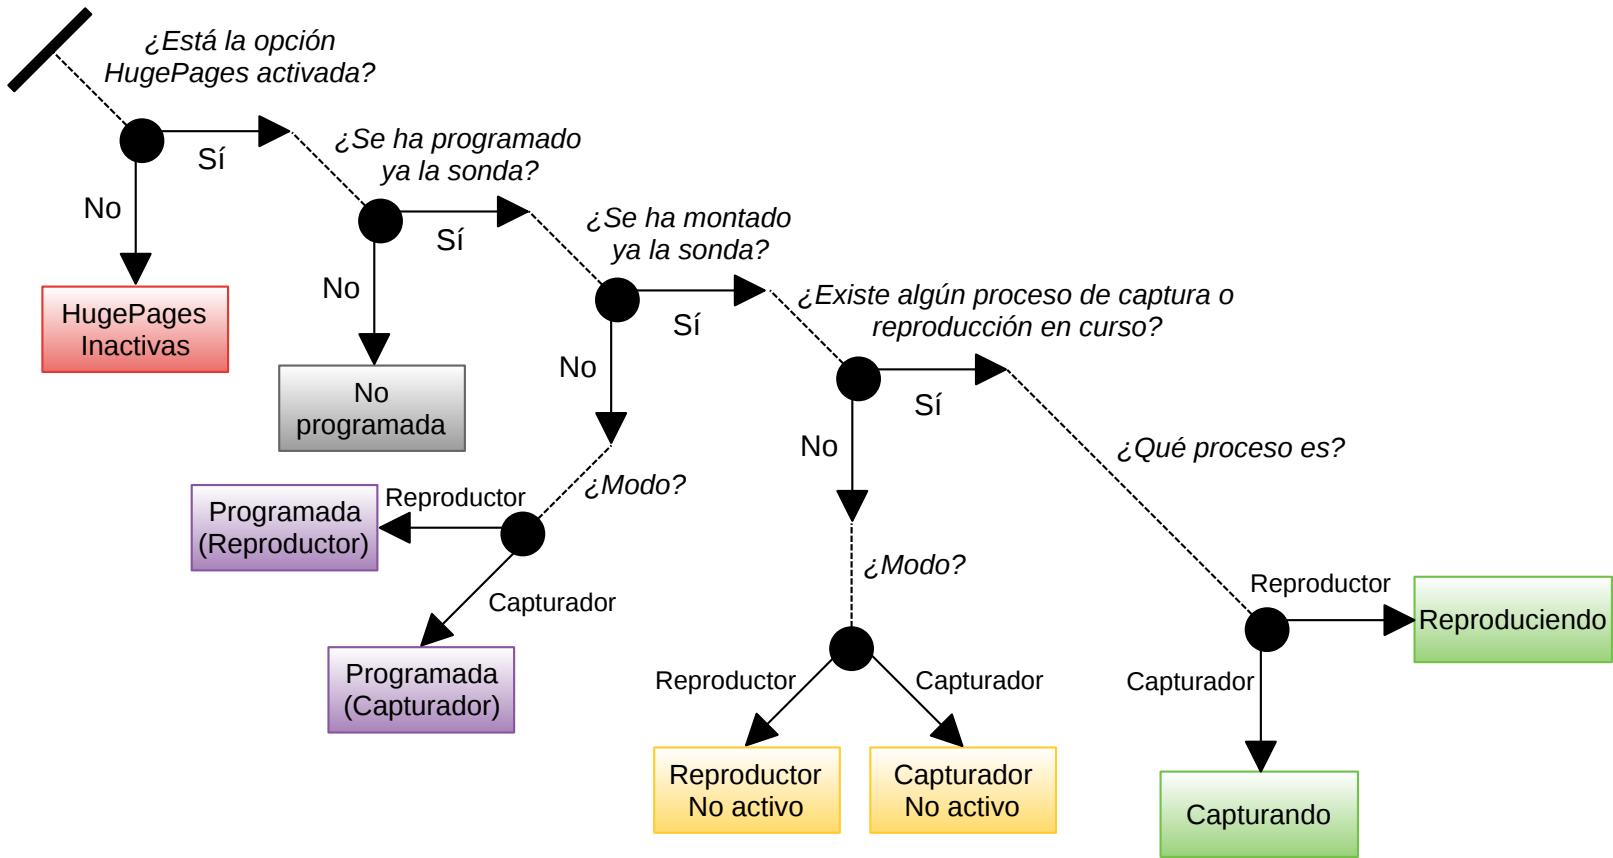 ¿Está la opción
HugePages activada?
Sí
No
HugePages
Inactivas
¿Se ha programado
ya la sonda?
Sí
No
No
programada
¿Se ha montado
ya la sonda?
Sí
No
¿Modo?
Reproductor
Programada
(Reproductor)
Capturador
Programada
(Capturador)
¿Existe algún proceso de captura o
reproducción en curso?
Sí
No
¿Modo?
Reproductor
Reproductor
No activo
Capturador
Capturador
No activo
¿Qué proceso es?
Reproductor
Reproduciendo
Capturador
Capturando